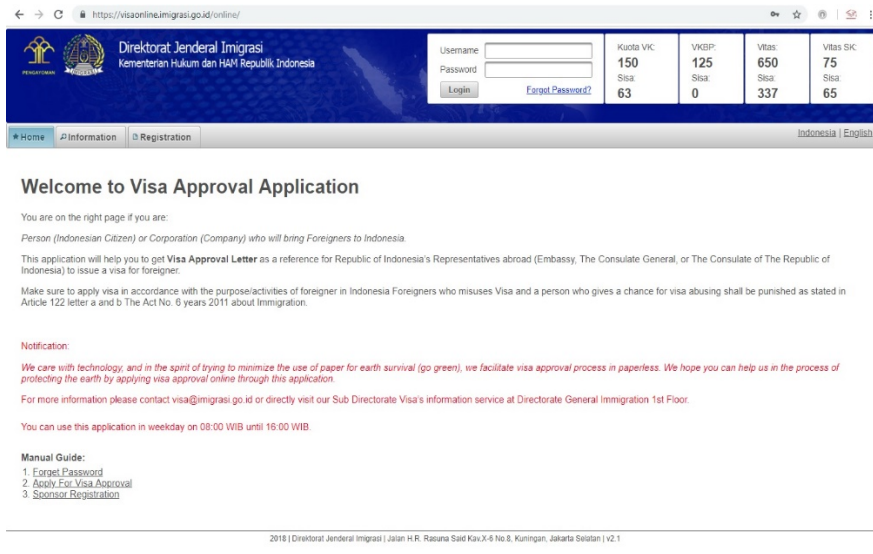 https://visaonline.imigrasi.go.id/online/
PENGAYOMAN
IMIGRASI
Direktorat Jenderal Imigrasi
Kementerian Hukum dan HAM Republik Indonesia
Username
Password
Login
Forgot Password?
Kuota VK:
150
Sisa:
63
VKBP:
125
Sisa:
0
Vitas:
650
Sisa:
337
Vitas SK:
75
Sisa:
65
Home Information Registration
Indonesia | English
Welcome to Visa Approval Application
You are on the right page if you are:
Person (Indonesian Citizen) or Corporation (Company) who will bring Foreigners to Indonesia.
This application will help you to get Visa Approval Letter as a reference for Republic of Indonesia's Representatives abroad (Embassy, The Consulate General, or The Consulate of The Republic of
Indonesia) to issue a visa for foreigner.
Make sure to apply visa in accordance with the purpose/activities of foreigner in Indonesia Foreigners who misuses Visa and a person who gives a chance for visa abusing shall be punished as stated in
Article 122 letter a and b The Act No. 6 years 2011 about Immigration.
Notification:
We care with technology, and in the spirit of trying to minimize the use of paper for earth survival (go green), we facilitate visa approval process in paperless. We hope you can help us in the process of
protecting the earth by applying visa approval online through this application.
For more information please contact visa@imigrasi.go.id or directly visit our Sub Directorate Visa's information service at Directorate General Immigration 1st Floor.
You can use this application in weekday on 08:00 WIB until 16:00 WIB.
Manual Guide:
1. Forget Password
2. Apply For Visa Approval
3. Sponsor Registration
2018 | Direktorat Jenderal Imigrasi | Jalan H.R. Rasuna Said Kav.X-6 No.8, Kuningan, Jakarta Selatan | v2.1